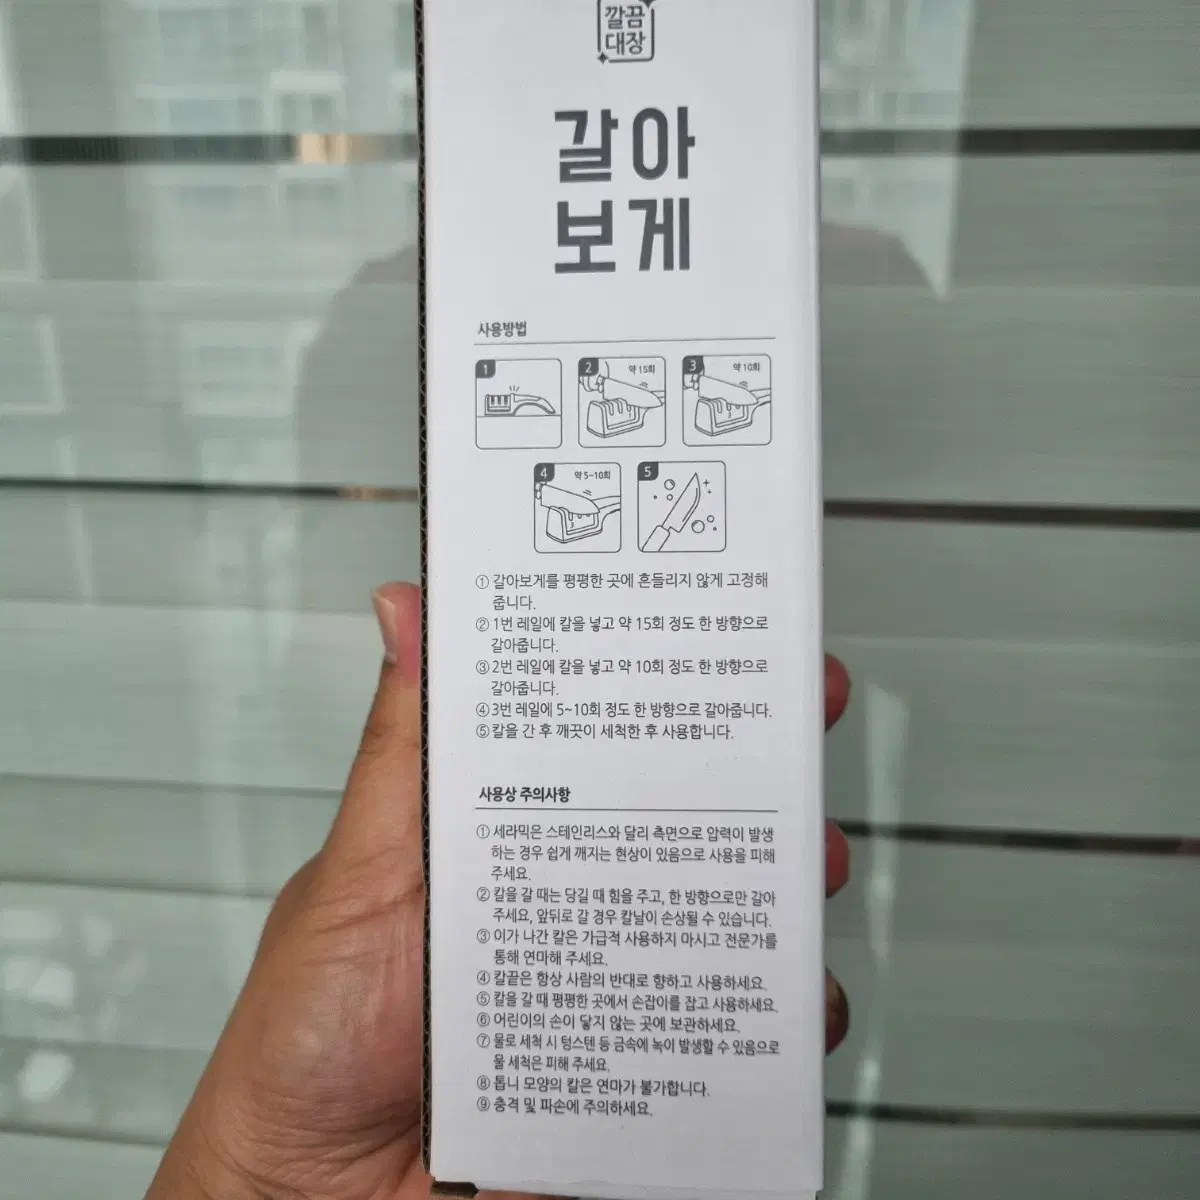 깔끔
대장
갈아
보게
사용방법
1
2 약 15회
3 약 10회
4 약 5~10회
5
① 갈아보게를 평평한 곳에 흔들리지 않게 고정해
줍니다.
② 1번 레일에 칼을 넣고 약 15회 정도 한 방향으로
갈아줍니다.
③ 2번 레일에 칼을 넣고 약 10회 정도 한 방향으로
갈아줍니다.
④ 3번 레일에 5~10회 정도 한 방향으로 갈아줍니다.
⑤ 칼을 간 후 깨끗이 세척한 후 사용합니다.
사용상 주의사항
① 세라믹은 스테인리스와 달리 측면으로 압력이 발생
하는 경우 쉽게 깨지는 현상이 있음으로 사용을 피해
주세요.
② 칼을 갈 때는 당길 때 힘을 주고, 한 방향으로만 갈아
주세요, 앞뒤로 갈 경우 칼날이 손상될 수 있습니다.
③ 이가 나간 칼은 가급적 사용하지 마시고 전문가를
통해 연마해 주세요.
④ 칼끝은 항상 사람의 반대로 향하고 사용하세요.
⑤ 칼을 갈 때 평평한 곳에서 손잡이를 잡고 사용하세요.
⑥ 어린이의 손이 닿지 않는 곳에 보관하세요.
⑦ 물로 세척 시 텅스텐 등 금속에 녹이 발생할 수 있음으로
물 세척은 피해 주세요.
⑧ 톱니 모양의 칼은 연마가 불가합니다.
⑨ 충격 및 파손에 주의하세요.